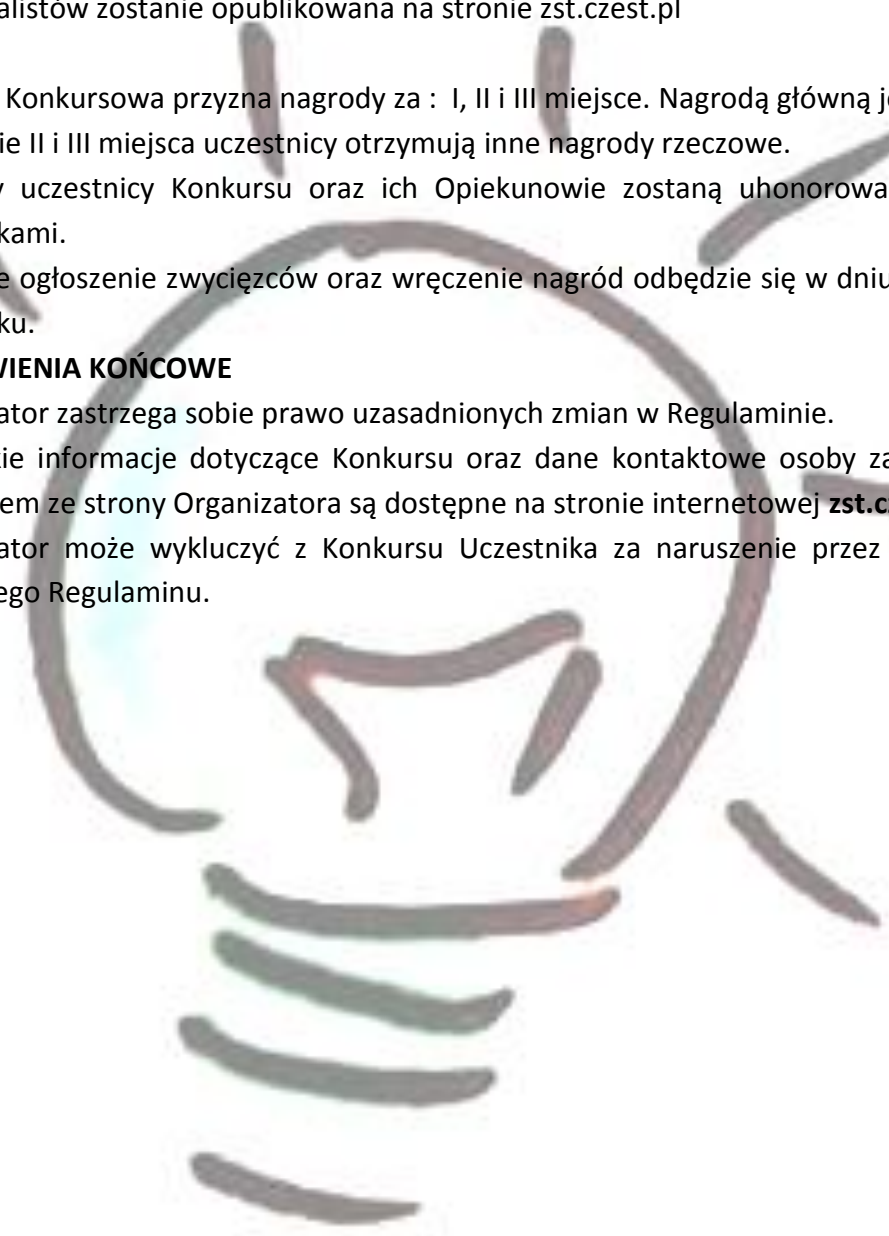 alistów zostanie opublikowana na stronie zst.czest.pl
Konkursowa przyzna nagrody za : I, II i III miejsce. Nagrodą główną je
ie II i III miejsca uczestnicy otrzymują inne nagrody rzeczowe.
y uczestnicy Konkursu oraz ich Opiekunowie zostaną uhonorowa
kami.
e ogłoszenie zwycięzców oraz wręczenie nagród odbędzie się w dniu
ku.
WIENIA KOŃCOWE
ator zastrzega sobie prawo uzasadnionych zmian w Regulaminie.
kie informacje dotyczące Konkursu oraz dane kontaktowe osoby za
em ze strony Organizatora są dostępne na stronie internetowej zst.c
ator może wykluczyć z Konkursu Uczestnika za naruszenie przez
ego Regulaminu.